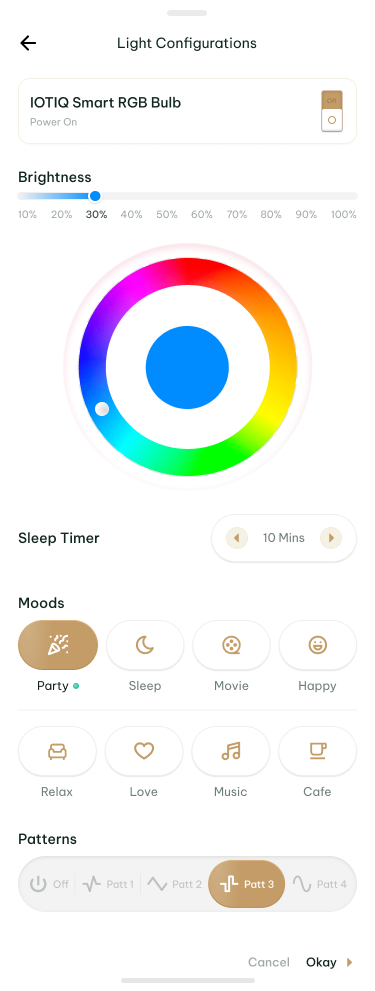 Light Configurations
IOTIQ Smart RGB Bulb
Power On
Brightness
10% 20% 30% 40% 50% 60% 70% 80% 90% 100%
Sleep Timer
10 Mins
Moods
Party Sleep Movie Happy
Relax Love Music Cafe
Patterns
Off Patt 1 Patt 2 Patt 3 Patt 4
Cancel Okay